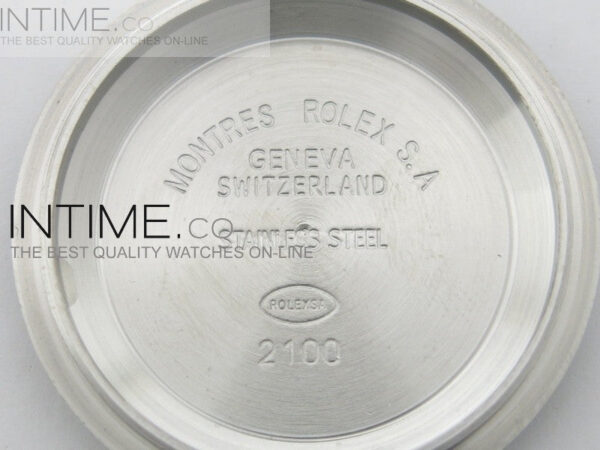 INTIME.co
THE BEST QUALITY WATCHES ON-LINE
MONTRES ROLEX S.A
GENEVA
SWITZERLAND
INTIME.co
STAINLESS STEEL
THE BEST QUALITY WATCHES ON-LINE
ROLEXSA
2100